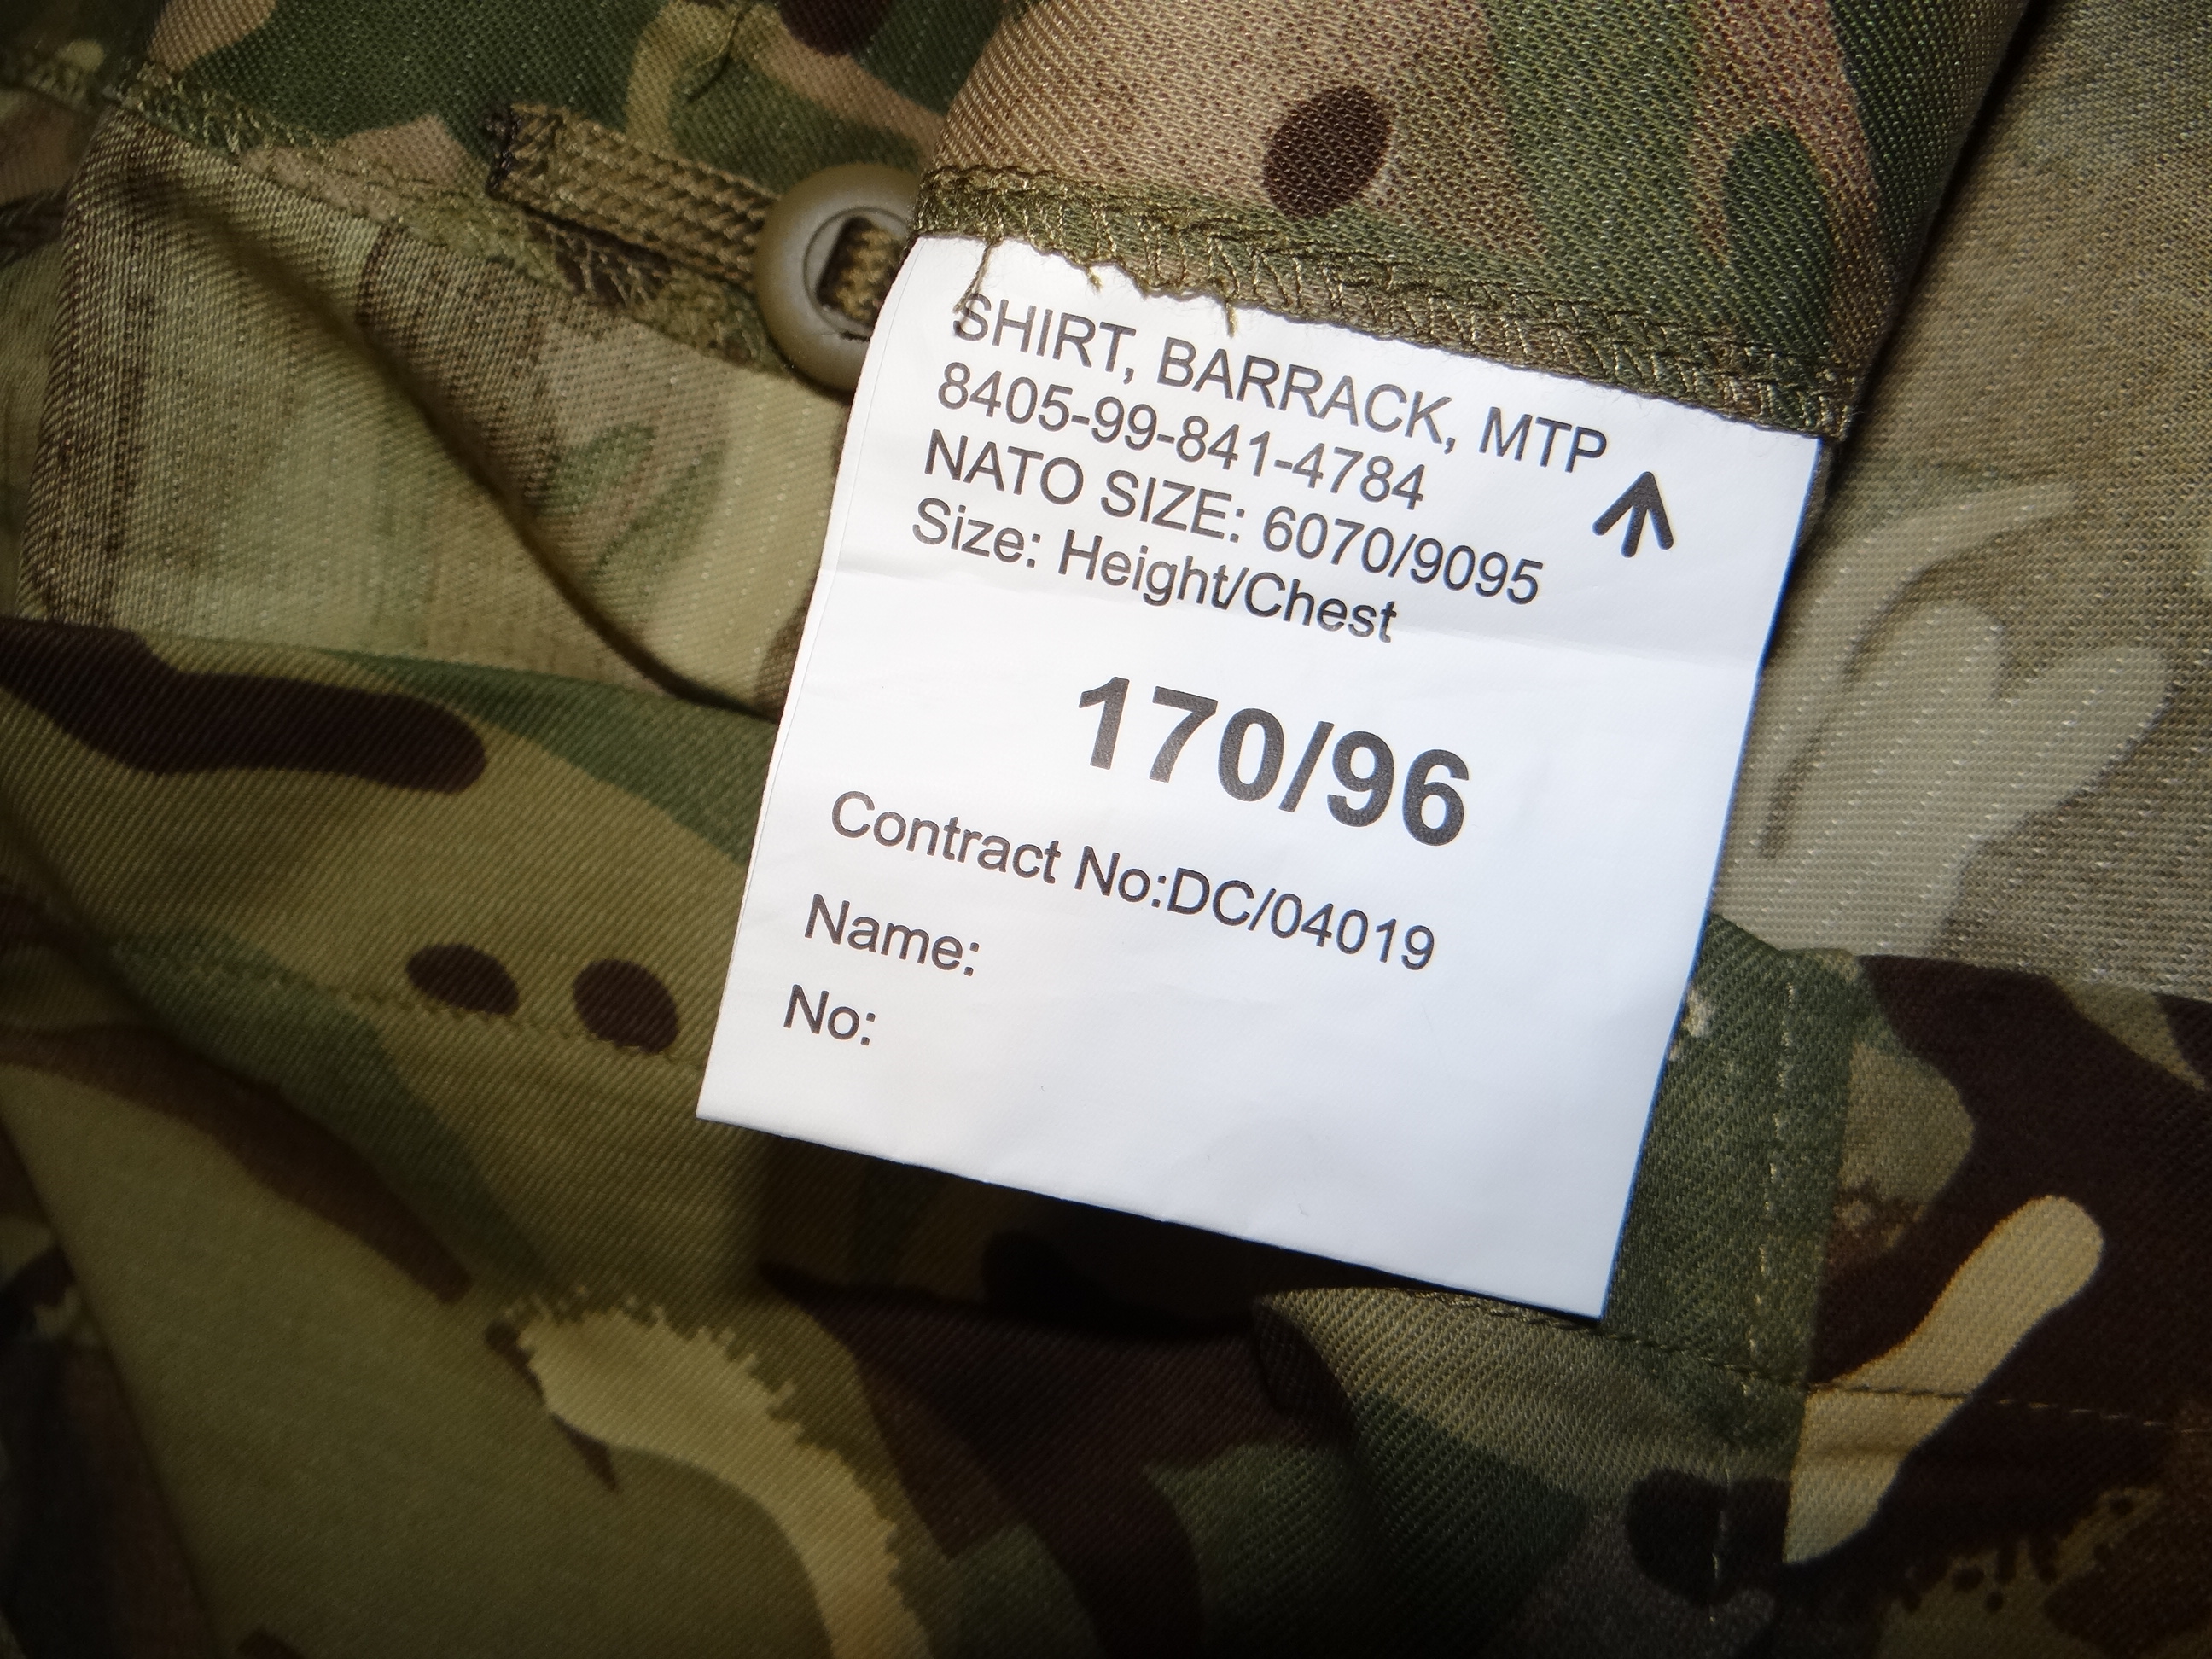 SHIRT, BARRACK, MTP
8405-99-841-4784
NATO SIZE: 6070/9095
Size: Height/Chest
170/96
Contract No:DC/04019
Name:
No: